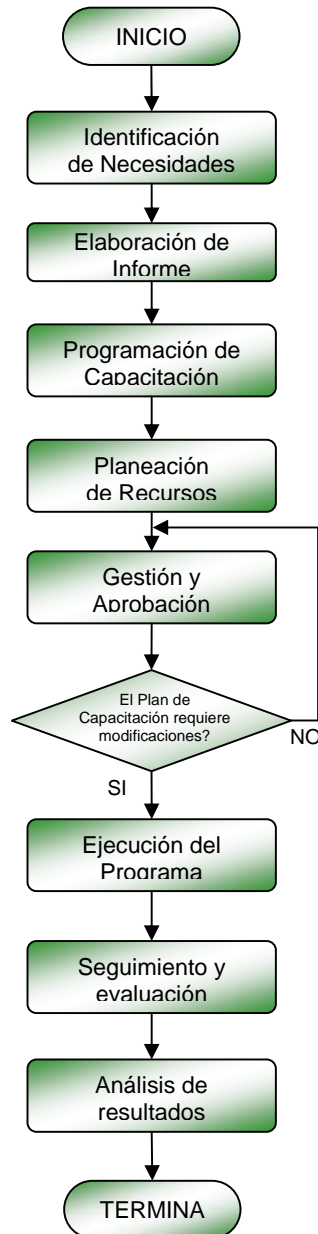 INICIO
Identificación
de Necesidades
Elaboración de
Informe
Programación de
Capacitación
Planeación
de Recursos
Gestión y
Aprobación
El Plan de
Capacitación requiere
modificaciones?
NO
SI
Ejecución del
Programa
Seguimiento y
evaluación
Análisis de
resultados
TERMINA